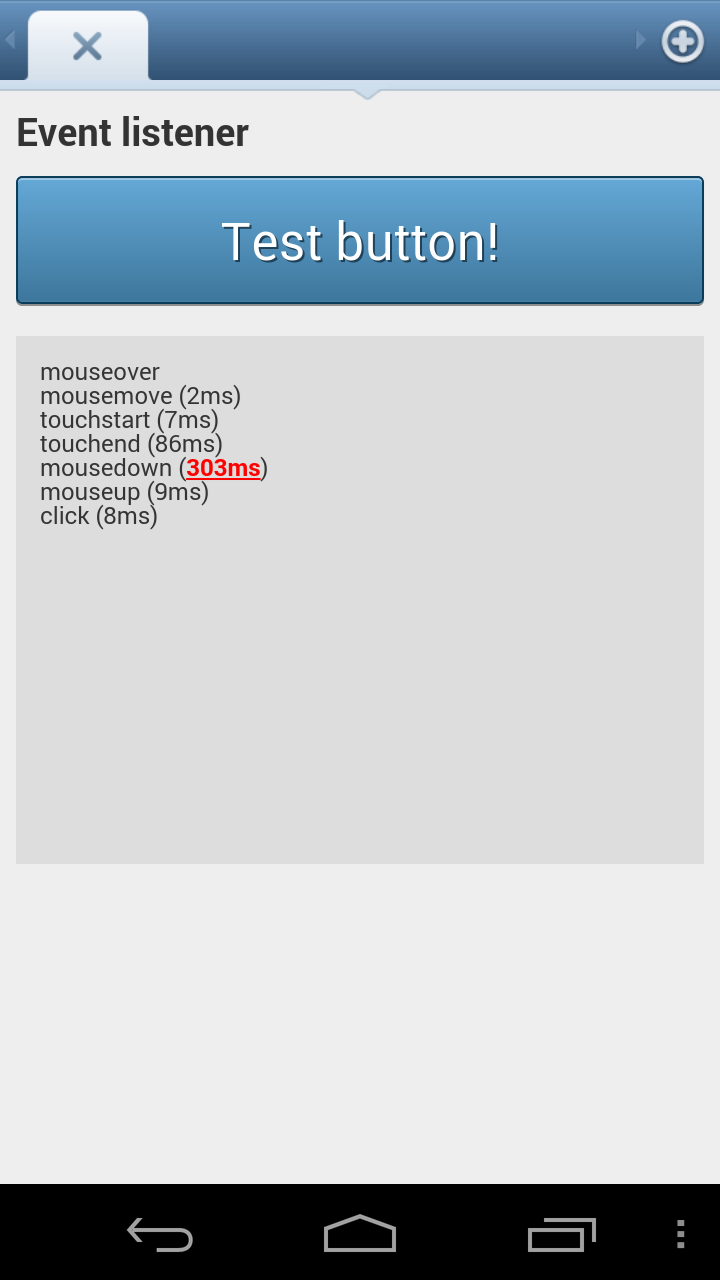 Event listener
Test button!
mouseover
mousemove (2ms)
touchstart (7ms)
touchend (86ms)
mousedown (303ms)
mouseup (9ms)
click (8ms)